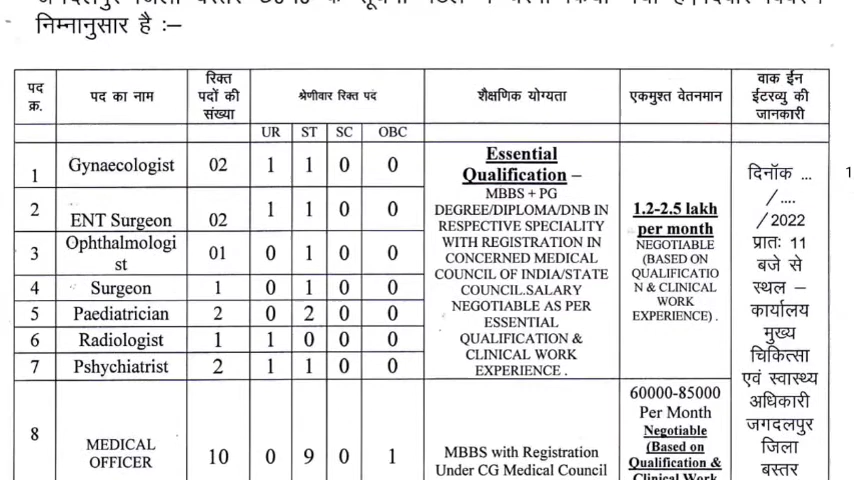 निम्नानुसार है :–
पद क्र.
पद का नाम
रिक्त पदों की संख्या
श्रेणीवार रिक्त पद
शैक्षणिक योग्यता
एकमुश्त वेतनमान
वाक ईन ईटरव्यु की जानकारी
UR ST SC OBC
1 Gynaecologist 02 1 1 0 0
2 ENT Surgeon 02 1 1 0 0
3 Ophthalmologi
st 01 0 1 0 0
4 Surgeon 1 0 1 0 0
5 Paediatrician 2 0 2 0 0
6 Radiologist 1 1 0 0 0
7 Pshychiatrist 2 1 1 0 0
Essential
Qualification –
MBBS + PG
DEGREE/DIPLOMA/DNB IN
RESPECTIVE SPECIALITY
WITH REGISTRATION IN
CONCERNED MEDICAL
COUNCIL OF INDIA/STATE
COUNCIL.SALARY
NEGOTIABLE AS PER
ESSENTIAL
QUALIFICATION &
CLINICAL WORK
EXPERIENCE .
1.2-2.5 lakh
per month
NEGOTIABLE
(BASED ON
QUALIFICATIO
N & CLINICAL
WORK
EXPERIENCE) .
दिनॉक ...
/....
/2022
प्रातः 11
बजे से
स्थल –
कार्यालय
मुख्य
चिकित्सा
एवं स्वास्थ्य
अधिकारी
जगदलपुर
जिला
बस्तर
1
8 MEDICAL
OFFICER 10 0 9 0 1
MBBS with Registration
Under CG Medical Council
60000-85000
Per Month
Negotiable
(Based on
Qualification &
Clinical Work